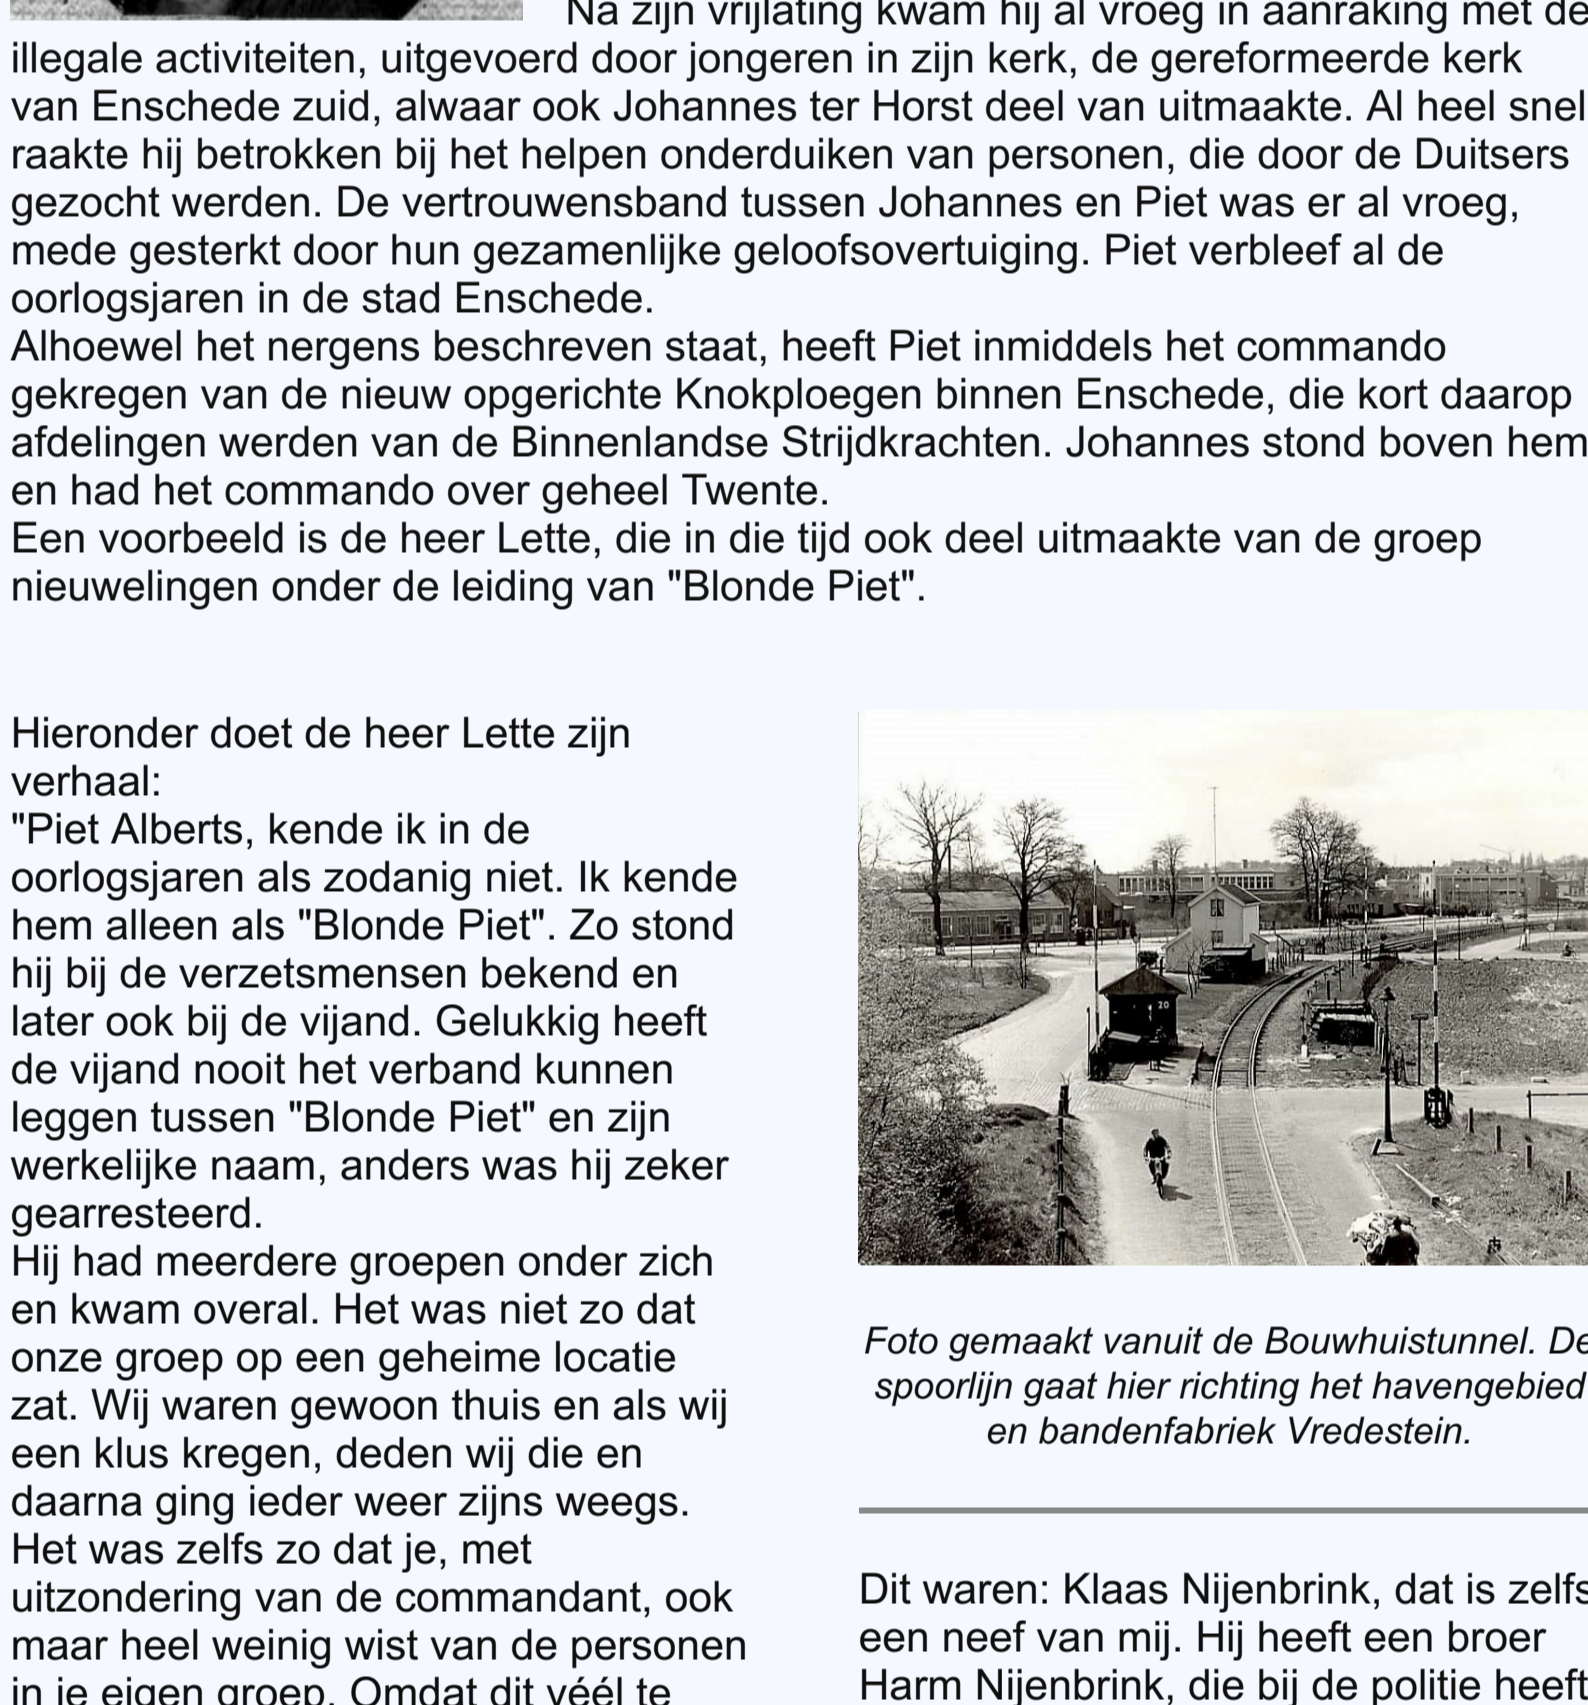 Na zijn vrijlating kwam hij al vroeg in aanraking met de
illegale activiteiten, uitgevoerd door jongeren in zijn kerk, de gereformeerde kerk
van Enschede zuid, alwaar ook Johannes ter Horst deel van uitmaakte. Al heel snel
raakte hij betrokken bij het helpen onderduiken van personen, die door de Duitsers
gezocht werden. De vertrouwensband tussen Johannes en Piet was er al vroeg,
mede gesterkt door hun gezamenlijke geloofsovertuiging. Piet verbleef al de
oorlogsjaren in de stad Enschede.
Alhoewel het nergens beschreven staat, heeft Piet inmiddels het commando
gekregen van de nieuw opgerichte Knokploegen binnen Enschede, die kort daarop
afdelingen werden van de Binnenlandse Strijdkrachten. Johannes stond boven hem
en had het commando over geheel Twente.
Een voorbeeld is de heer Lette, die in die tijd ook deel uitmaakte van de groep
nieuwelingen onder de leiding van "Blonde Piet".
Hieronder doet de heer Lette zijn
verhaal:
"Piet Alberts, kende ik in de
oorlogsjaren als zodanig niet. Ik kende
hem alleen als "Blonde Piet". Zo stond
hij bij de verzetsmensen bekend en
later ook bij de vijand. Gelukkig heeft
de vijand nooit het verband kunnen
leggen tussen "Blonde Piet" en zijn
werkelijke naam, anders was hij zeker
gearresteerd.
Hij had meerdere groepen onder zich
en kwam overal. Het was niet zo dat
onze groep op een geheime locatie
zat. Wij waren gewoon thuis en als wij
een klus kregen, deden wij die en
daarna ging ieder weer zijns weegs.
Het was zelfs zo dat je, met
uitzondering van de commandant, ook
maar heel weinig wist van de personen
in je eigen groep. Omdat dit véél te
20
Foto gemaakt vanuit de Bouwhuistunnel. De
spoorlijn gaat hier richting het havengebied
en bandenfabriek Vredestein.
Dit waren: Klaas Nijenbrink, dat is zelfs
een neef van mij. Hij heeft een broer
Harm Nijenbrink, die bij de politie heeft